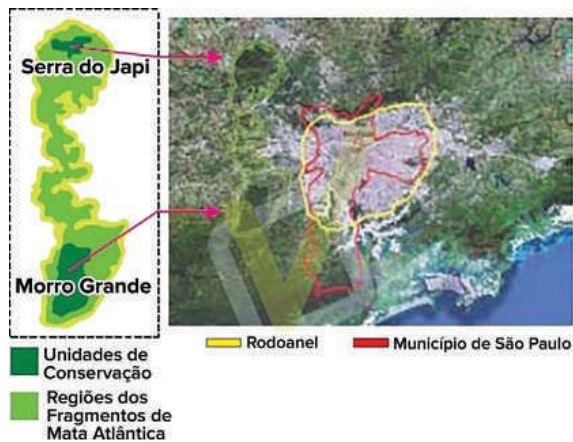 Serra do Japi
Morro Grande
Rodoanel
Município de São Paulo
Unidades de
Conservação
Regiões dos
Fragmentos de
Mata Atlântica